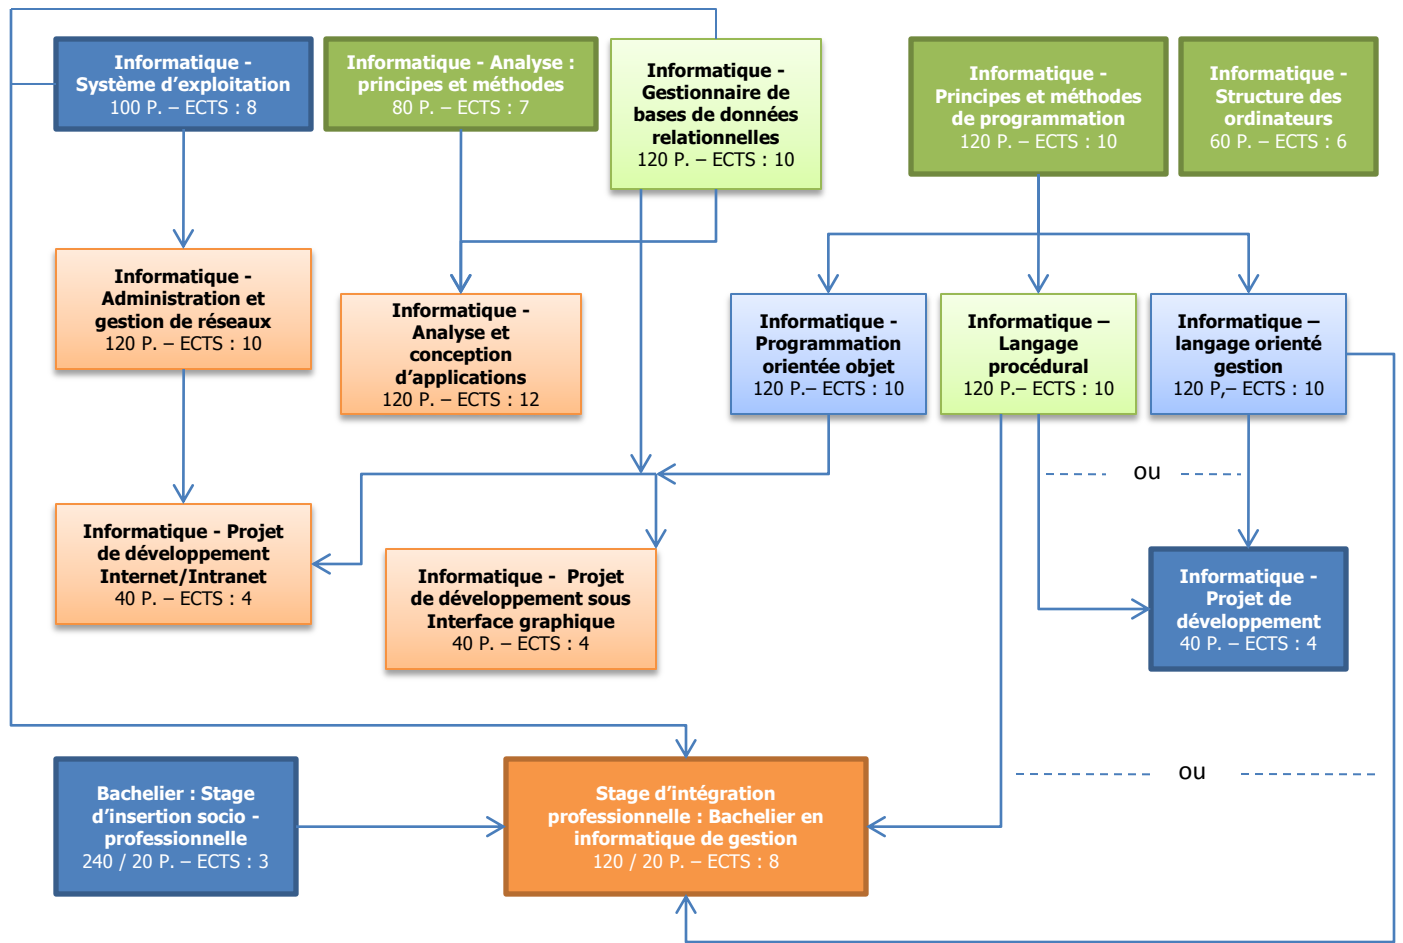 Informatique -
Système d'exploitation
100 P. – ECTS : 8
Informatique - Analyse :
principes et méthodes
80 P. – ECTS : 7
Informatique -
Gestionnaire de
bases de données
relationnelles
120 P. – ECTS : 10
Informatique -
Principes et méthodes
de programmation
120 P. – ECTS : 10
Informatique -
Structure des
ordinateurs
60 P. – ECTS : 6
Informatique -
Administration et
gestion de réseaux
120 P. – ECTS : 10
Informatique -
Analyse et
conception
d'applications
120 P. – ECTS : 12
Informatique -
Programmation
orientée objet
120 P.– ECTS : 10
Informatique –
Langage
procédural
120 P.– ECTS : 10
Informatique –
langage orienté
gestion
120 P,– ECTS : 10
ou
Informatique - Projet
de développement
Internet/Intranet
40 P. – ECTS : 4
Informatique - Projet
de développement sous
Interface graphique
40 P. – ECTS : 4
Informatique -
Projet de
développement
40 P. – ECTS : 4
ou
Bachelier : Stage
d'insertion socio -
professionnelle
240 / 20 P. – ECTS : 3
Stage d'intégration
professionnelle : Bachelier en
informatique de gestion
120 / 20 P. – ECTS : 8